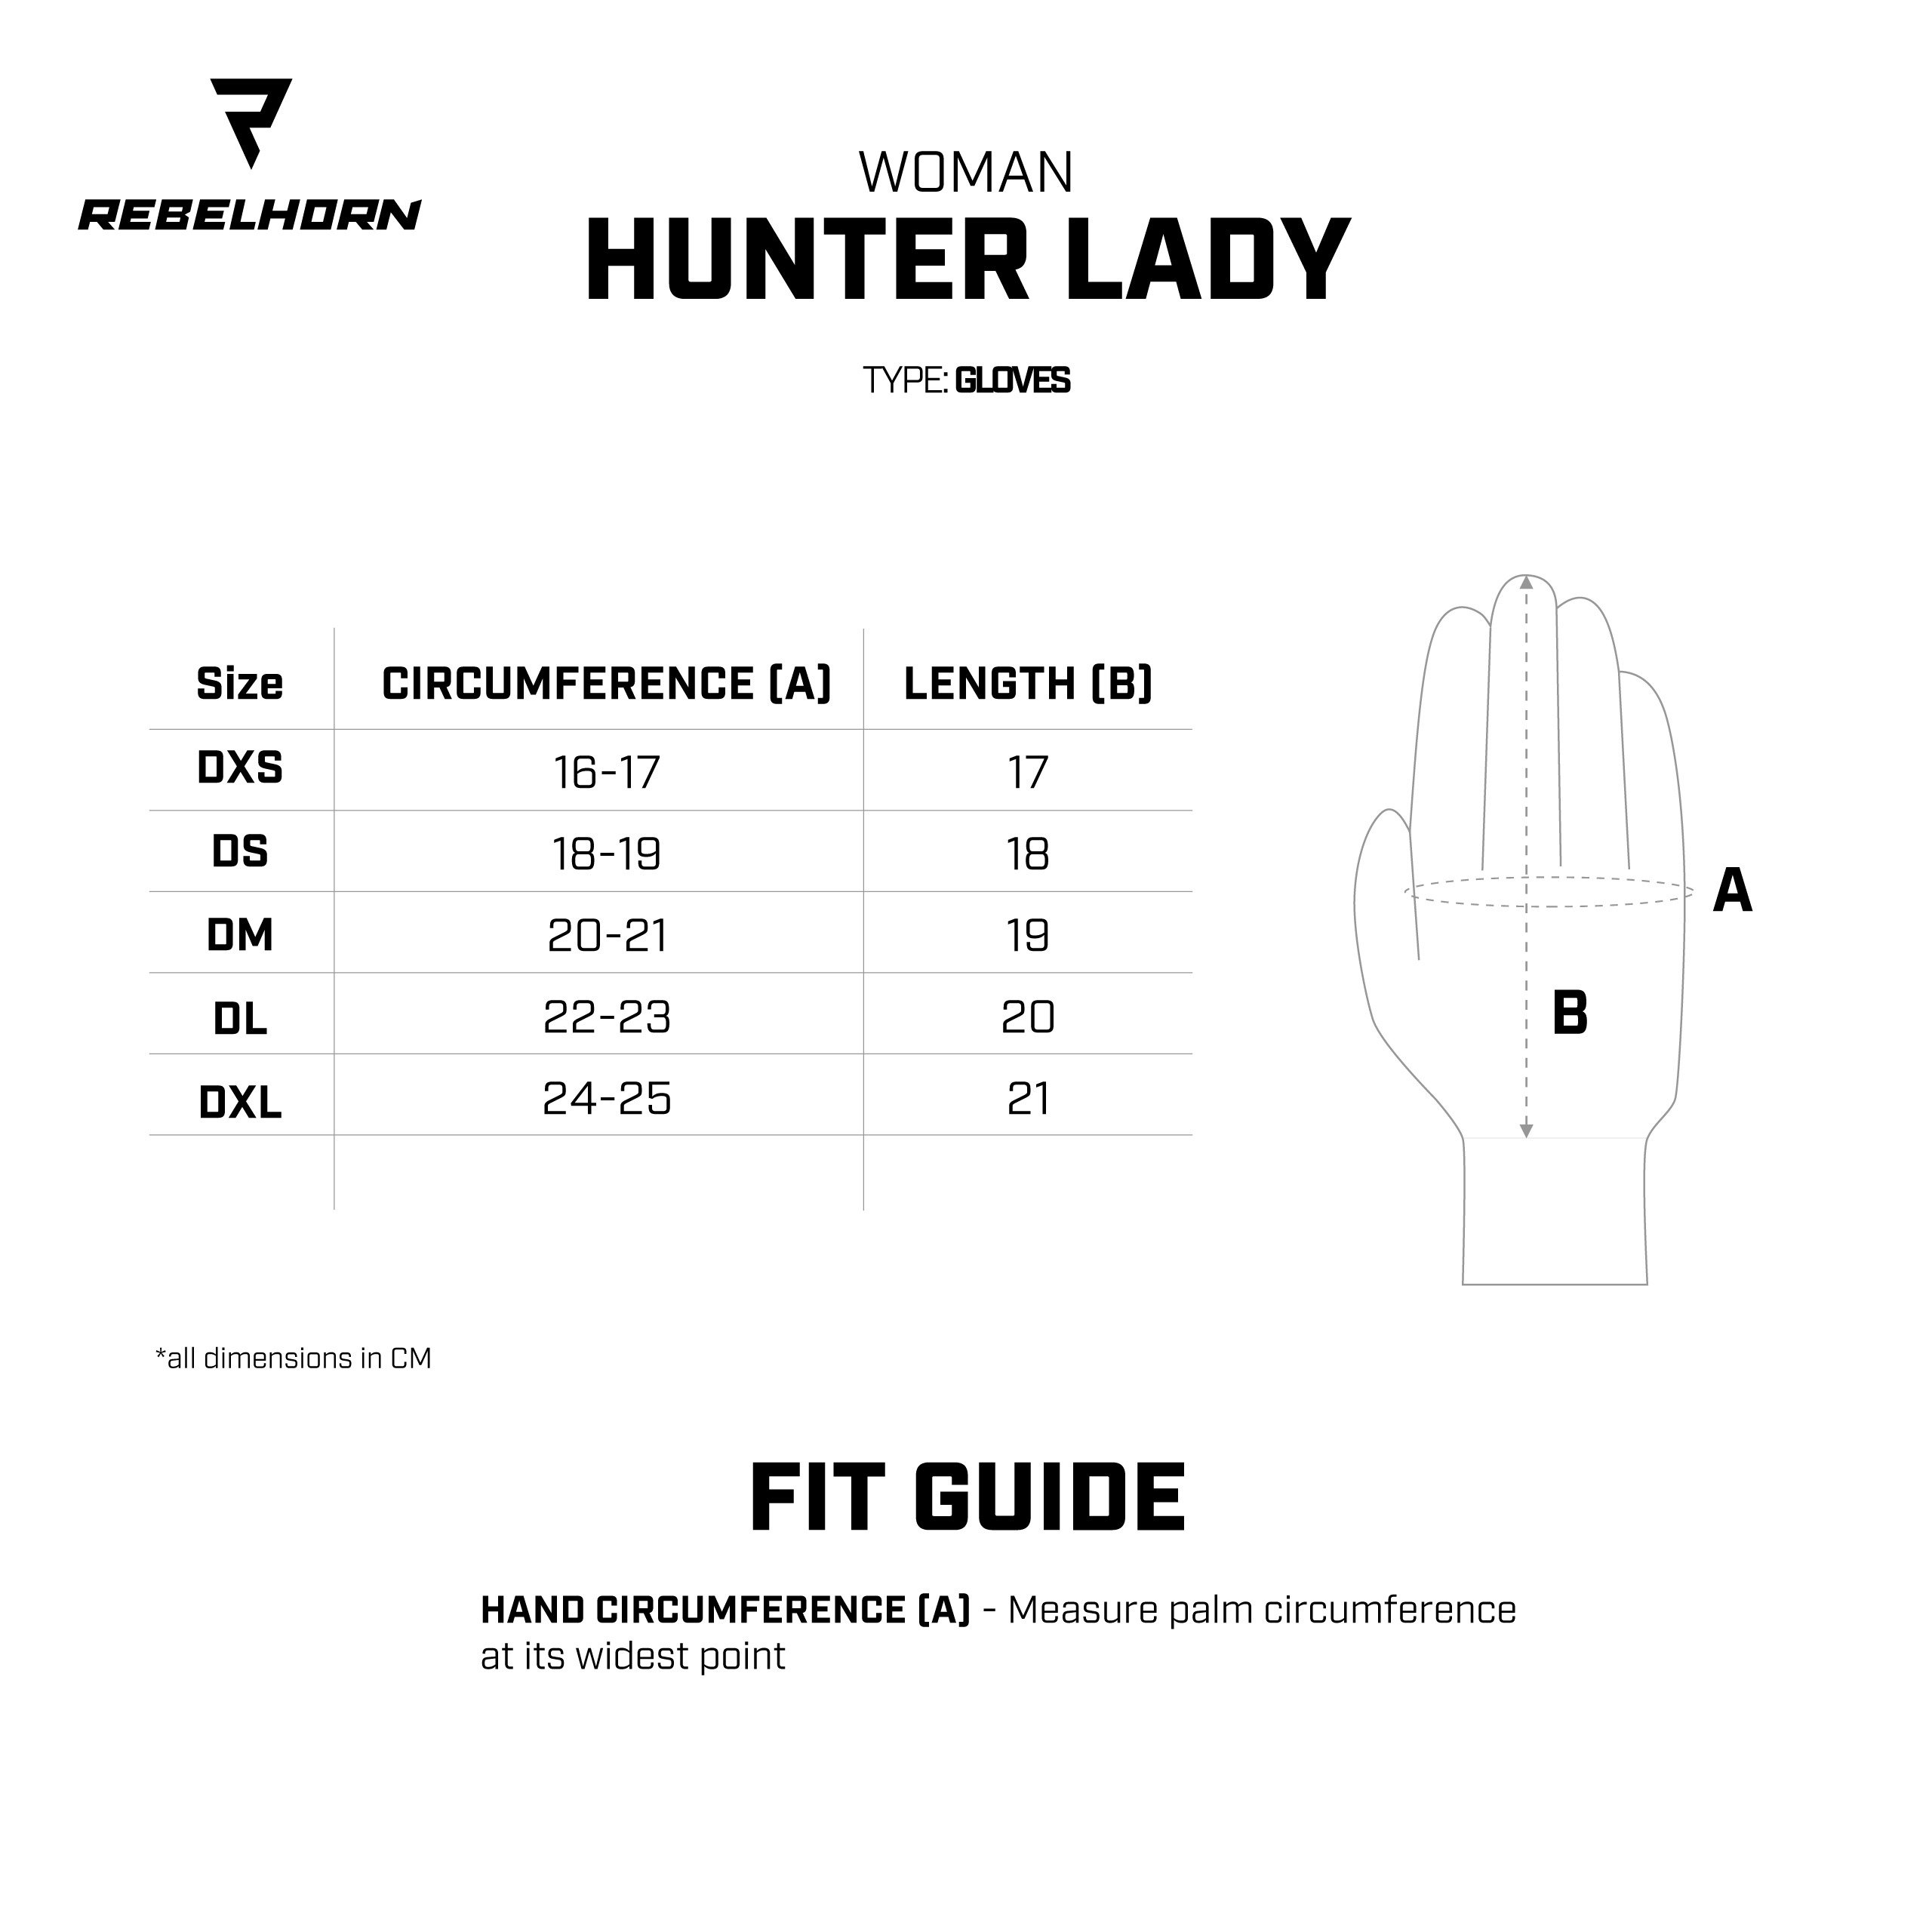 REBELHORN
WOMAN
HUNTER LADY
TYPE: GLOVES
Size CIRCUMFERENCE (A) LENGTH (B)
DXS 16-17 17
DS 18-19 18
DM 20-21 19
DL 22-23 20
DXL 24-25 21
A
B
*all dimensions in CM
FIT GUIDE
HAND CIRCUMFERENCE (A) - Measure palm circumference
at its widest point